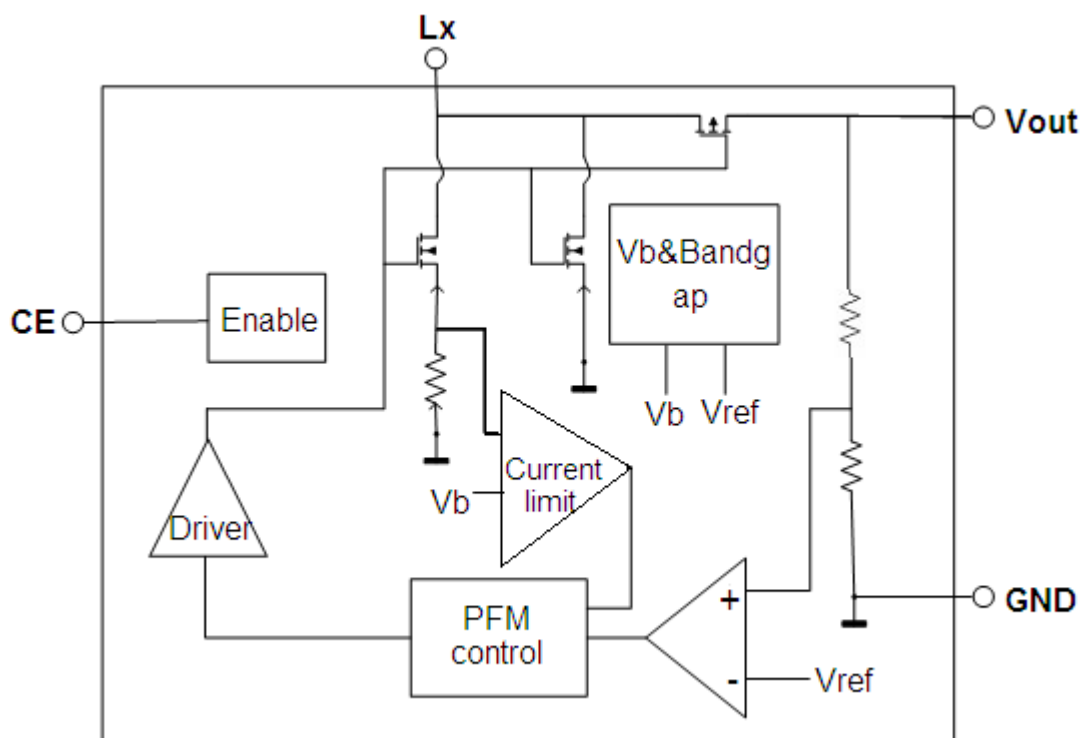 Lx
Vout
Vb&Bandg
ap
CE
Enable
Vb
Vref
Current
limit
Vb
Driver
+
GND
PFM
control
-
Vref